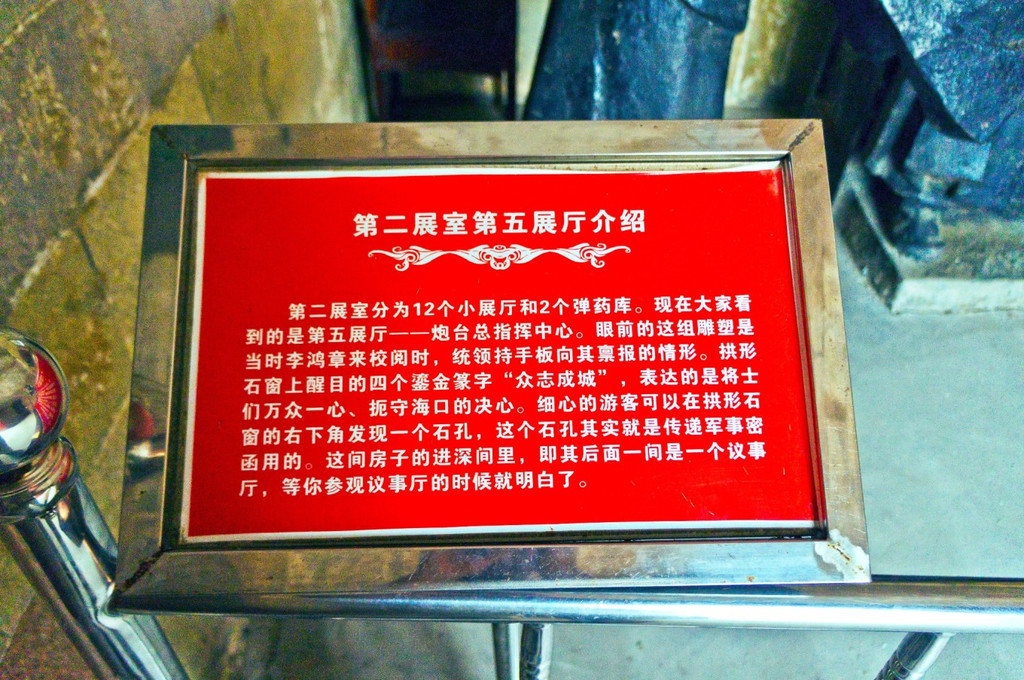 第二展室第五展厅介绍
第二展室分为12个小展厅和2个弹药库。现在大家看
到的是第五展厅——炮台总指挥中心。眼前的这组雕塑是
当时李鸿章来校阅时，统领持手板向其禀报的情形。拱形
石窗上醒目的四个鎏金篆字“众志成城”，表达的是将士
们万众一心、扼守海口的决心。细心的游客可以在拱形石
窗的右下角发现一个石孔，这个石孔其实就是传递军事密
函用的。这间房子的进深间里，即其后面一间是一个议事
厅，等你参观议事厅的时候就明白了。